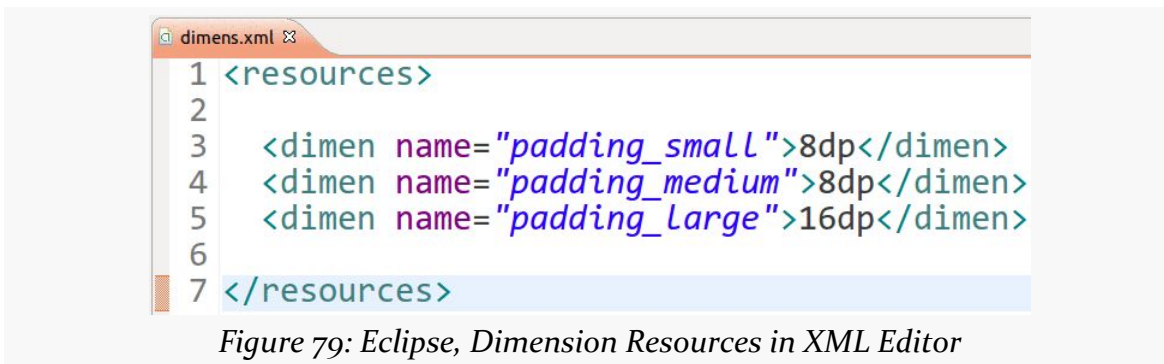 dimens.xml
1 <resources>
2
3 <dimen name="padding_small">8dp</dimen>
4 <dimen name="padding_medium">8dp</dimen>
5 <dimen name="padding_large">16dp</dimen>
6
7 </resources>
Figure 79: Eclipse, Dimension Resources in XML Editor